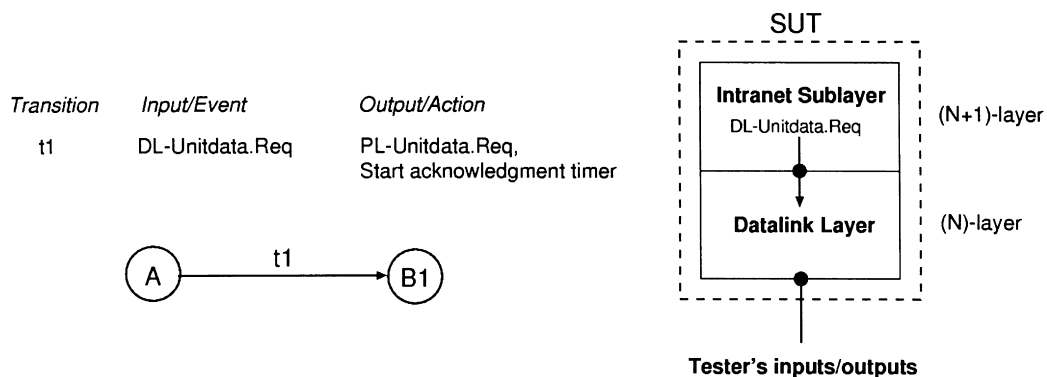 SUT
Transition Input/Event Output/Action
t1 DL-Unitdata.Req PL-Unitdata.Req,
Start acknowledgment timer
A t1 B1
Intranet Sublayer
DL-Unitdata.Req
(N+1)-layer
Datalink Layer
(N)-layer
Tester's inputs/outputs